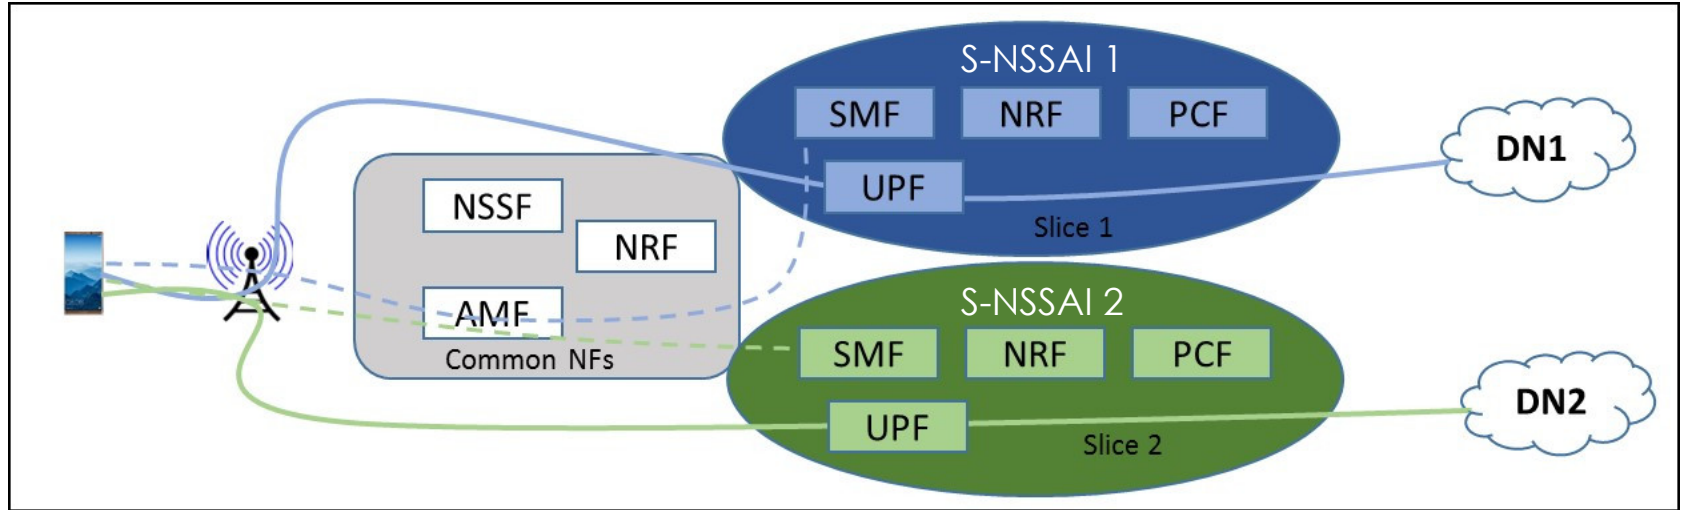 S-NSSAI 1
SMF
NRF
PCF
UPF
Slice 1
DN1
NSSF
NRF
AMF
Common NFs
S-NSSAI 2
SMF
NRF
PCF
UPF
Slice 2
DN2